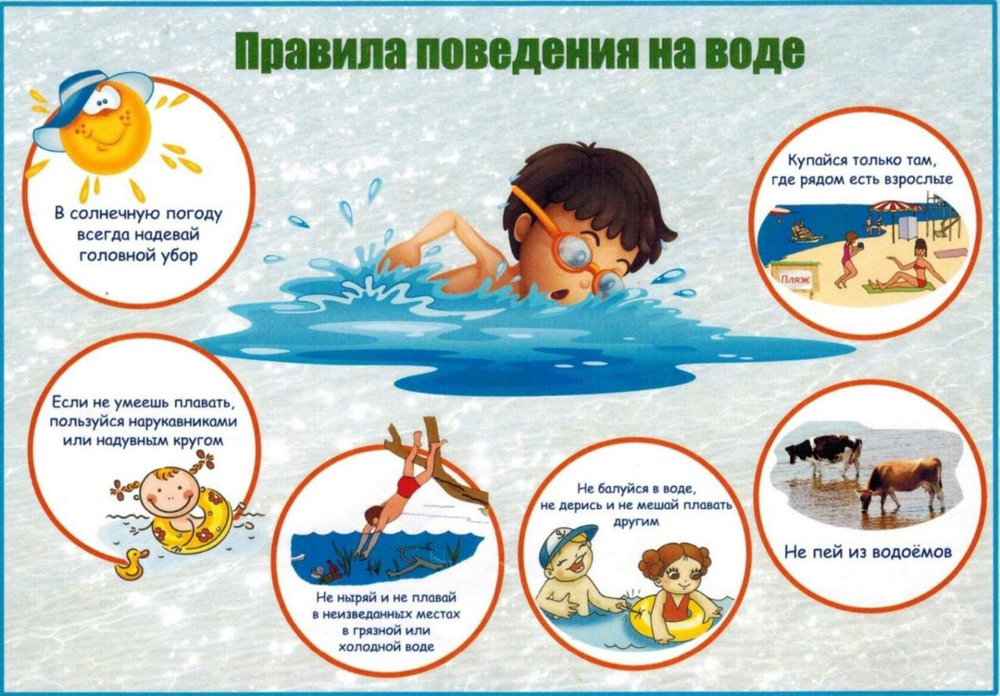 Правила поведения на воде
В солнечную погоду
всегда надевай
головной убор
Купайся только там,
где рядом есть взрослые
Пляж
Если не умеешь плавать,
пользуйся нарукавниками
или надувным кругом
Не ныряй и не плавай
в неизведанных местах
в грязной или
холодной воде
Не балуйся в воде,
не дерись и не мешай плавать
другим
Не пей из водоёмов